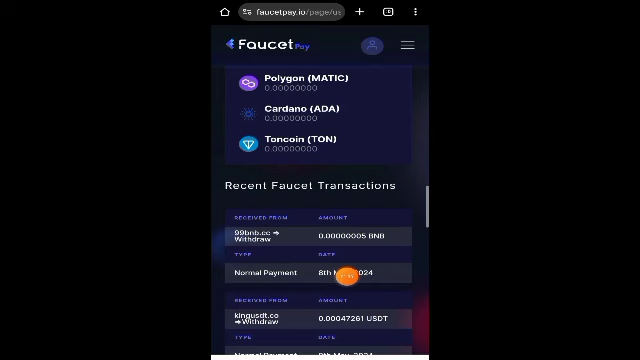 faucetpay.io/page/us
Faucet Pay
Polygon (MATIC)
0.00000000
Cardano (ADA)
0.00000000
Toncoin (TON)
0.00000000
Recent Faucet Transactions
RECEIVED FROM AMOUNT
99bnb.cc ➔
Withdraw
0.00000005 BNB
TYPE DATE
Normal Payment 8th 2024
RECEIVED FROM AMOUNT
kingusdt.co
➔Withdraw
0.00047261 USDT
TYPE DATE